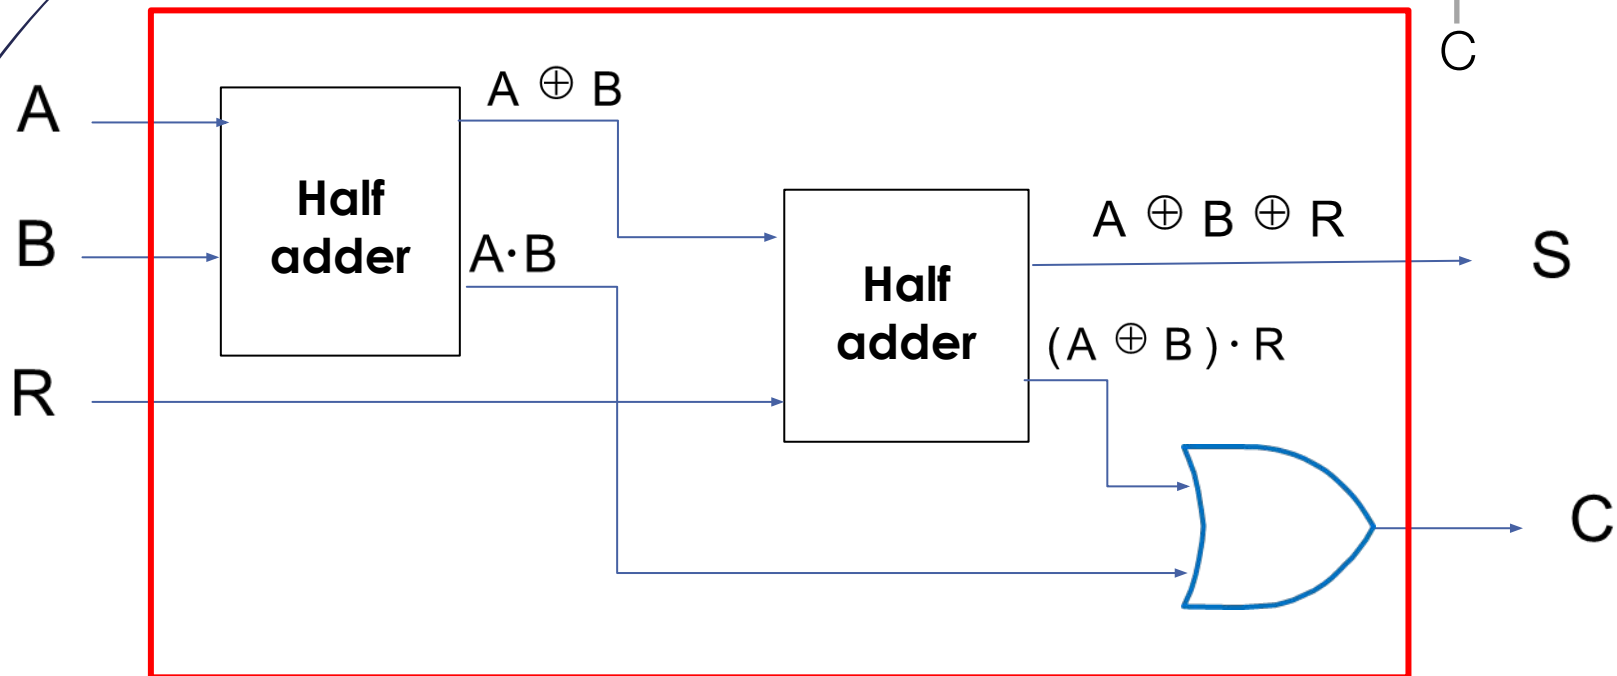 C
A
A ⊕ B
Half
adder
B
A·B
A ⊕ B ⊕ R
S
Half
adder
(A ⊕ B)· R
R
C